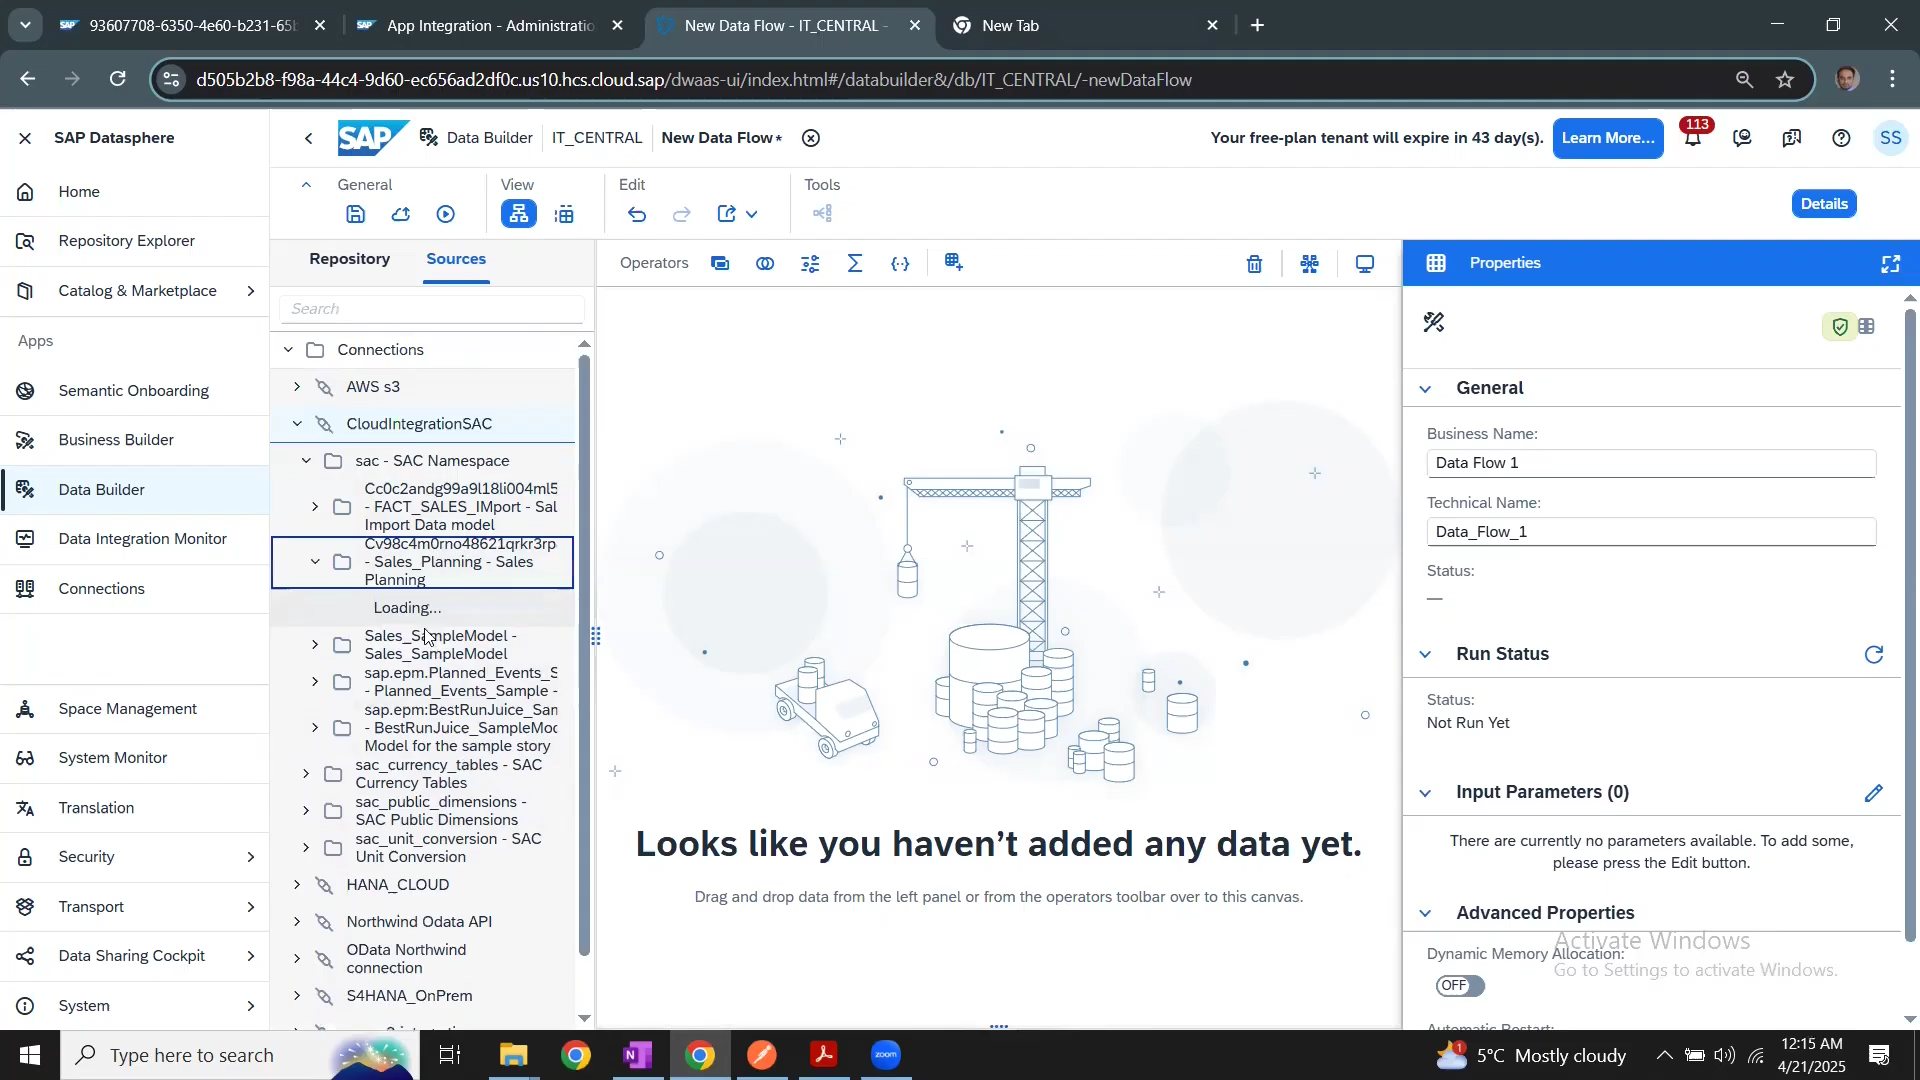 93607708-6350-4e60-b231-65b
App Integration - Administratio
New Data Flow - IT_CENTRAL -
New Tab
d505b2b8-f98a-44c4-9d60-ec656ad2df0c.us10.hcs.cloud.sap/dwaas-ui/index.html#/databuilder&/db/IT_CENTRAL/-newDataFlow
SAP Datasphere
SAP
Data Builder
IT_CENTRAL
New Data Flow*
Your free-plan tenant will expire in 43 day(s).
Learn More...
113
SS
Home
Repository Explorer
Catalog & Marketplace
Apps
Semantic Onboarding
Business Builder
Data Builder
Data Integration Monitor
Connections
Space Management
System Monitor
Translation
Security
Transport
Data Sharing Cockpit
System
General
View
Edit
Tools
Details
Repository
Sources
Search
Connections
AWS s3
CloudIntegrationSAC
sac - SAC Namespace
Cc0c2andg99a9l18li004ml5
- FACT_SALES_IMport - Sal
Import Data model
Cv98c4m0rno48621qrkr3rp
- Sales_Planning - Sales
Planning
Loading...
Sales_SampleModel -
Sales_SampleModel
sap.epm.Planned_Events_S
- Planned_Events_Sample -
sap.epm:BestRunJuice_San
- BestRunJuice_SampleMod
Model for the sample story
sac_currency_tables - SAC
Currency Tables
sac_public_dimensions -
SAC Public Dimensions
sac_unit_conversion - SAC
Unit Conversion
HANA_CLOUD
Northwind Odata API
OData Northwind
connection
S4HANA_OnPrem
Operators
Looks like you haven’t added any data yet.
Drag and drop data from the left panel or from the operators toolbar over to this canvas.
Properties
General
Business Name:
Data Flow 1
Technical Name:
Data_Flow_1
Status:
—
Run Status
Status:
Not Run Yet
Input Parameters (0)
There are currently no parameters available. To add some,
please press the Edit button.
Advanced Properties
Dynamic Memory Allocation:
OFF
Automatic Restart:
Activate Windows
Go to Settings to activate Windows.
Type here to search
zoom
1
5°C Mostly cloudy
12:15 AM
4/21/2025